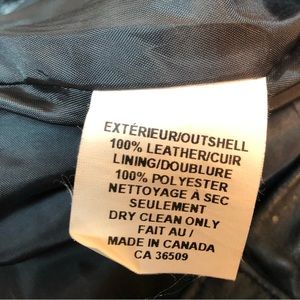 EXTÉRIEUR/OUTSHELL
100% LEATHER/CUIR
LINING/DOUBLURE
100% POLYESTER
NETTOYAGE À SEC
SEULEMENT
DRY CLEAN ONLY
FAIT AU /
MADE IN CANADA
CA 36509